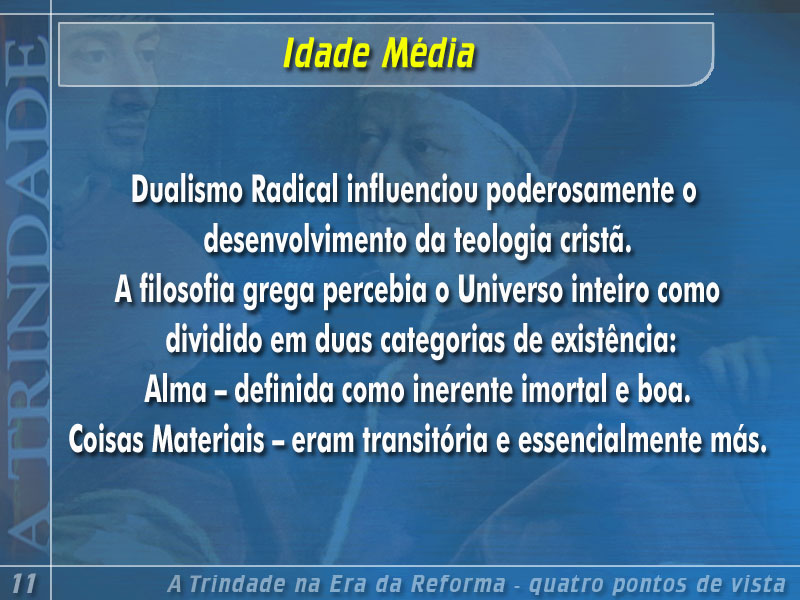 Idade Média
A TRINDADE
Dualismo Radical influenciou poderosamente o
desenvolvimento da teologia cristã.
A filosofia grega percebia o Universo inteiro como
dividido em duas categorias de existência:
Alma – definida como inerente imortal e boa.
Coisas Materiais – eram transitória e essencialmente más.
11
A Trindade na Era da Reforma - quatro pontos de vista